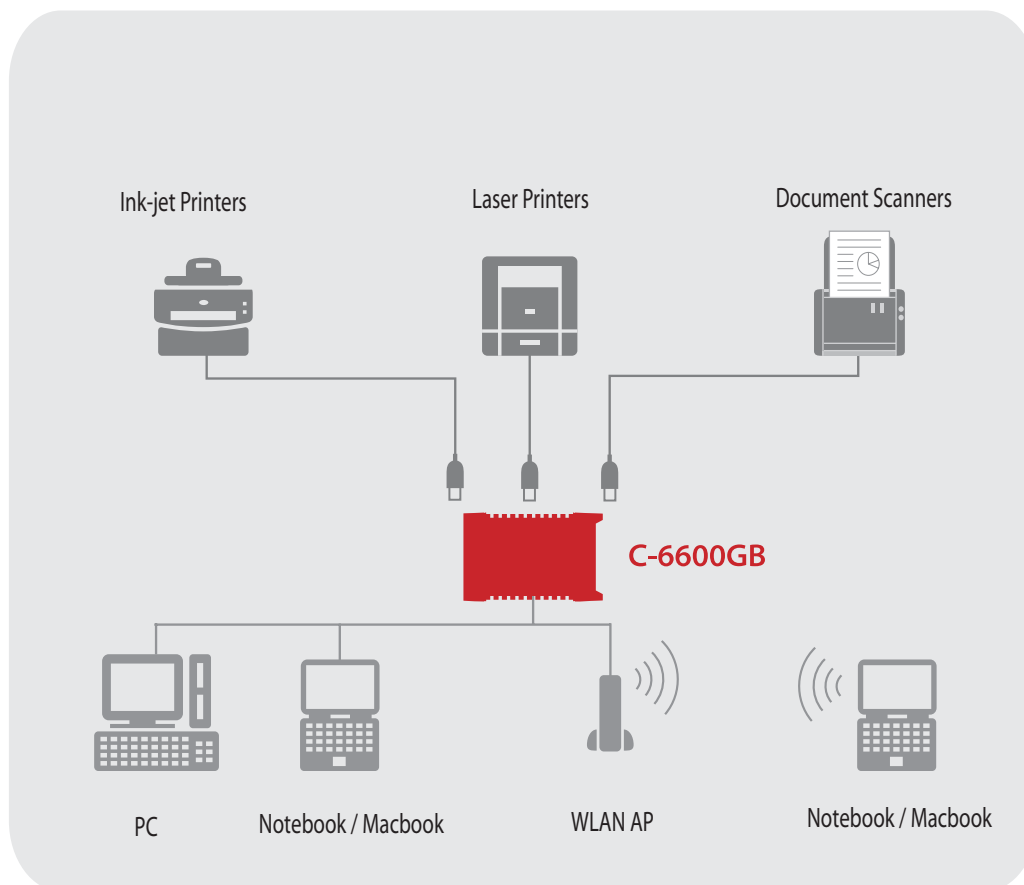 Ink-jet Printers
Laser Printers
Document Scanners
C-6600GB
PC
Notebook / Macbook
WLAN AP
Notebook / Macbook